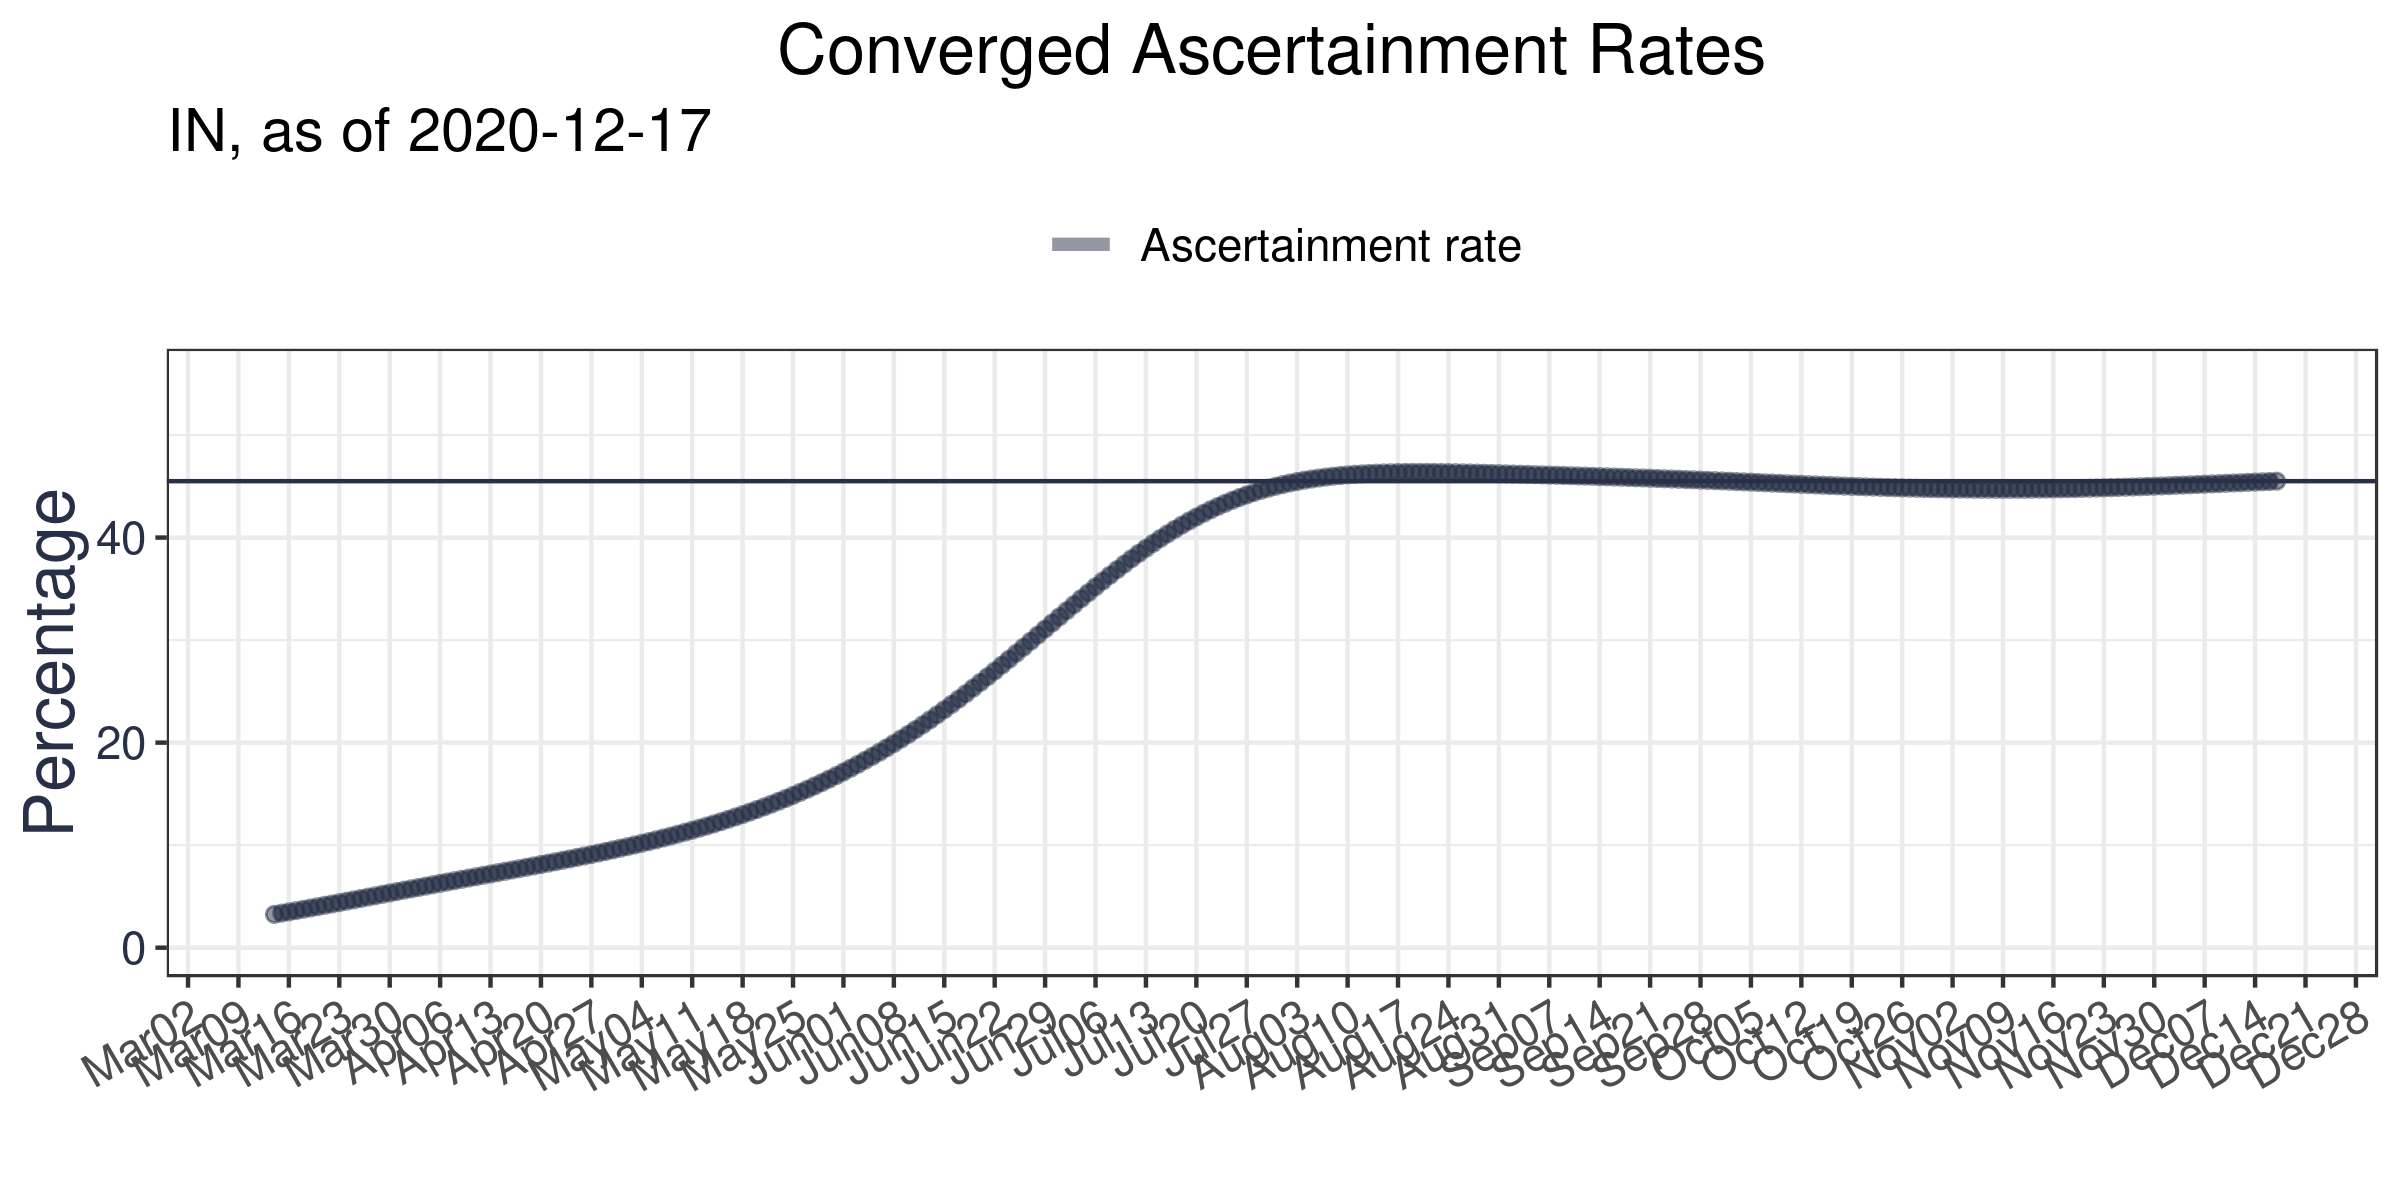 Converged Ascertainment Rates
IN, as of 2020-12-17
Ascertainment rate
Percentage
40
20
0
Mar02 Mar09 Mar16 Mar23 Mar30 Apr06 Apr13 Apr20 Apr27 May04 May11 May18 May25 Jun01 Jun08 Jun15 Jun22 Jun29 Jul06 Jul13 Jul20 Jul27 Aug03 Aug10 Aug17 Aug24 Aug31 Sep07 Sep14 Sep21 Sep28 Oct05 Oct12 Oct19 Oct26 Nov02 Nov09 Nov16 Nov23 Nov30 Dec07 Dec14 Dec21 Dec28